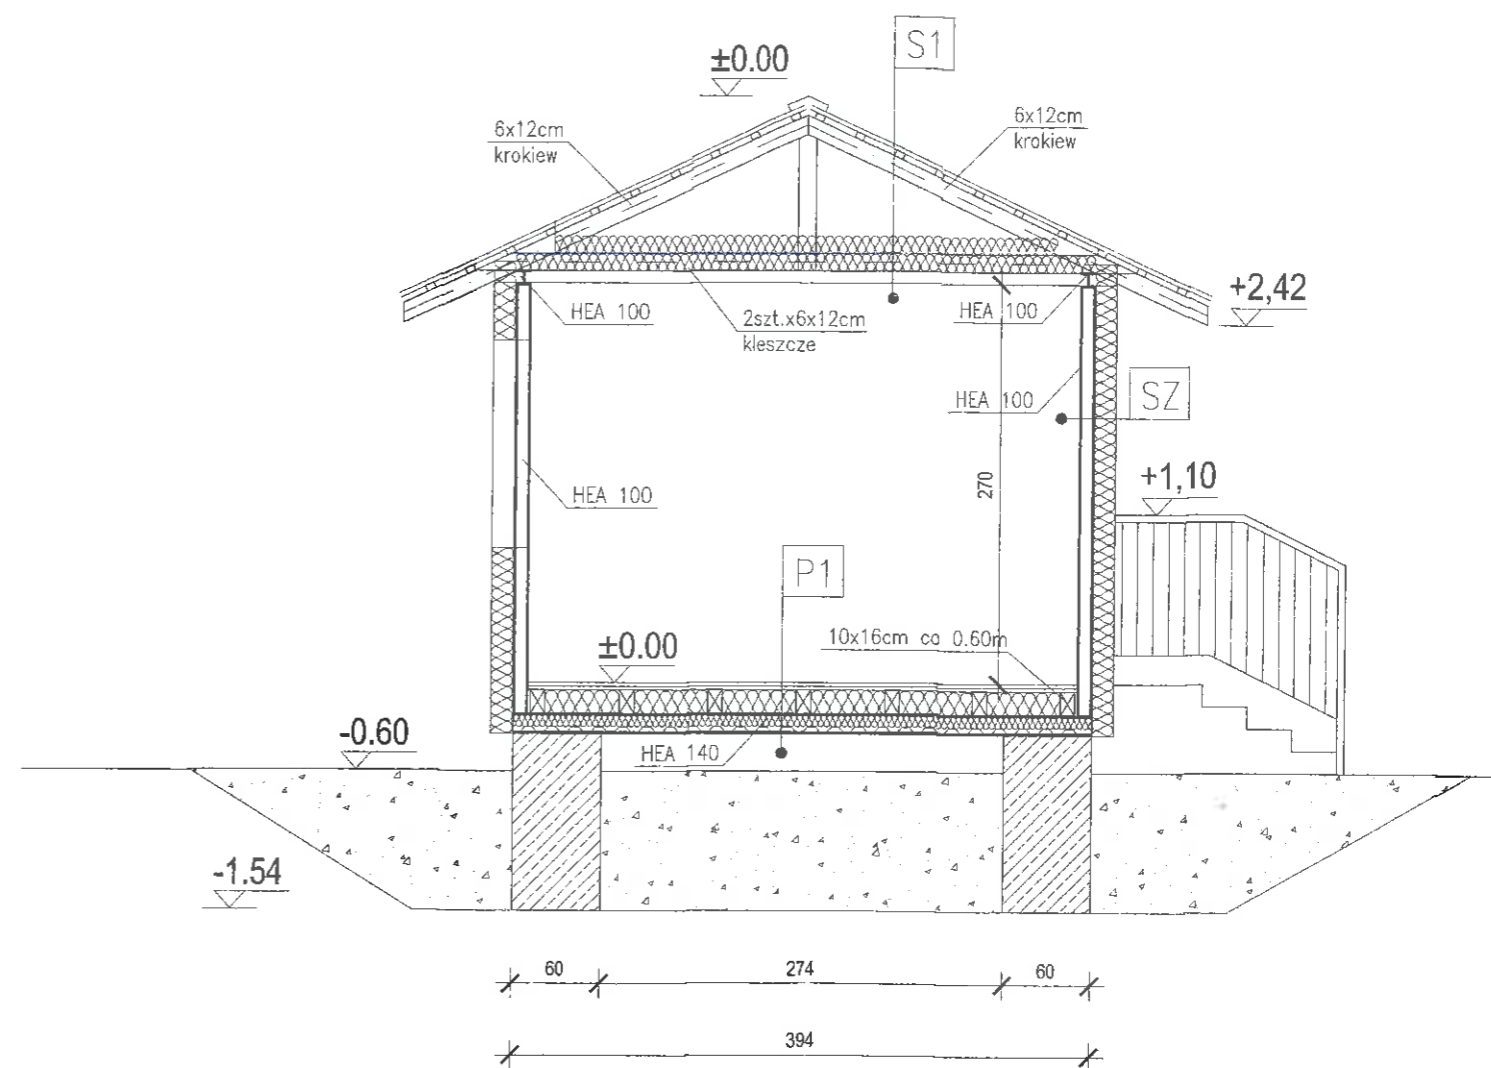 S1
±0.00
6x12cm
krokiew
6x12cm
krokiew
+2,42
HEA 100
2szt.x6x12cm
kleszcze
HEA 100
HEA 100
SZ
+1,10
HEA 100
270
P1
±0.00
10x16cm co 0.60m
-0.60
HEA 140
-1.54
60
274
60
394